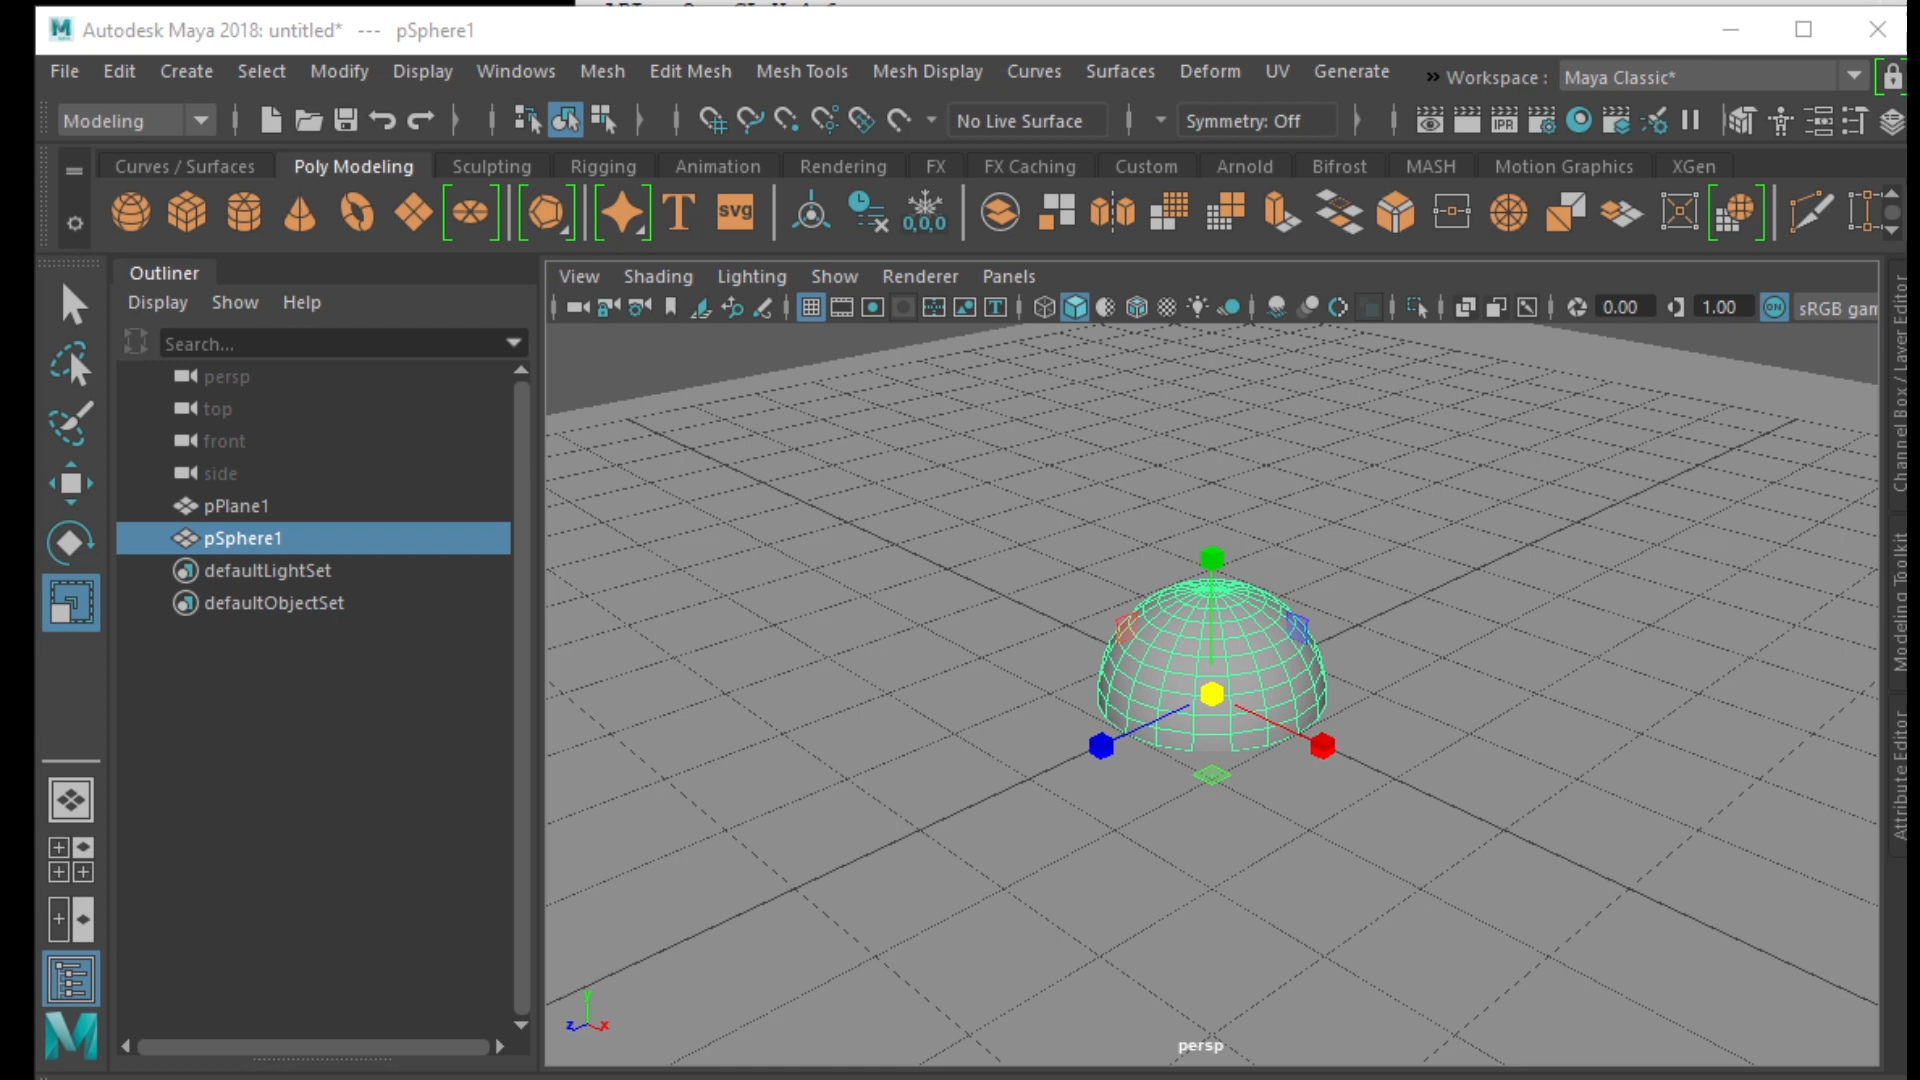 Autodesk Maya 2018: untitled* --- pSphere1
File Edit Create Select Modify Display Windows Mesh Edit Mesh Mesh Tools Mesh Display Curves Surfaces Deform UV Generate » Workspace : Maya Classic*
Modeling No Live Surface Symmetry: Off
IPR
Curves / Surfaces Poly Modeling Sculpting Rigging Animation Rendering FX FX Caching Custom Arnold Bifrost MASH Motion Graphics XGen
T svg 0,0,0
Outliner
Display Show Help
Search...
persp
top
front
side
pPlane1
pSphere1
defaultLightSet
defaultObjectSet
View Shading Lighting Show Renderer Panels
0.00 1.00 ON sRGB gam
y
z x
persp
Channel Box / Layer Editor
Modeling Toolkit
Attribute Editor